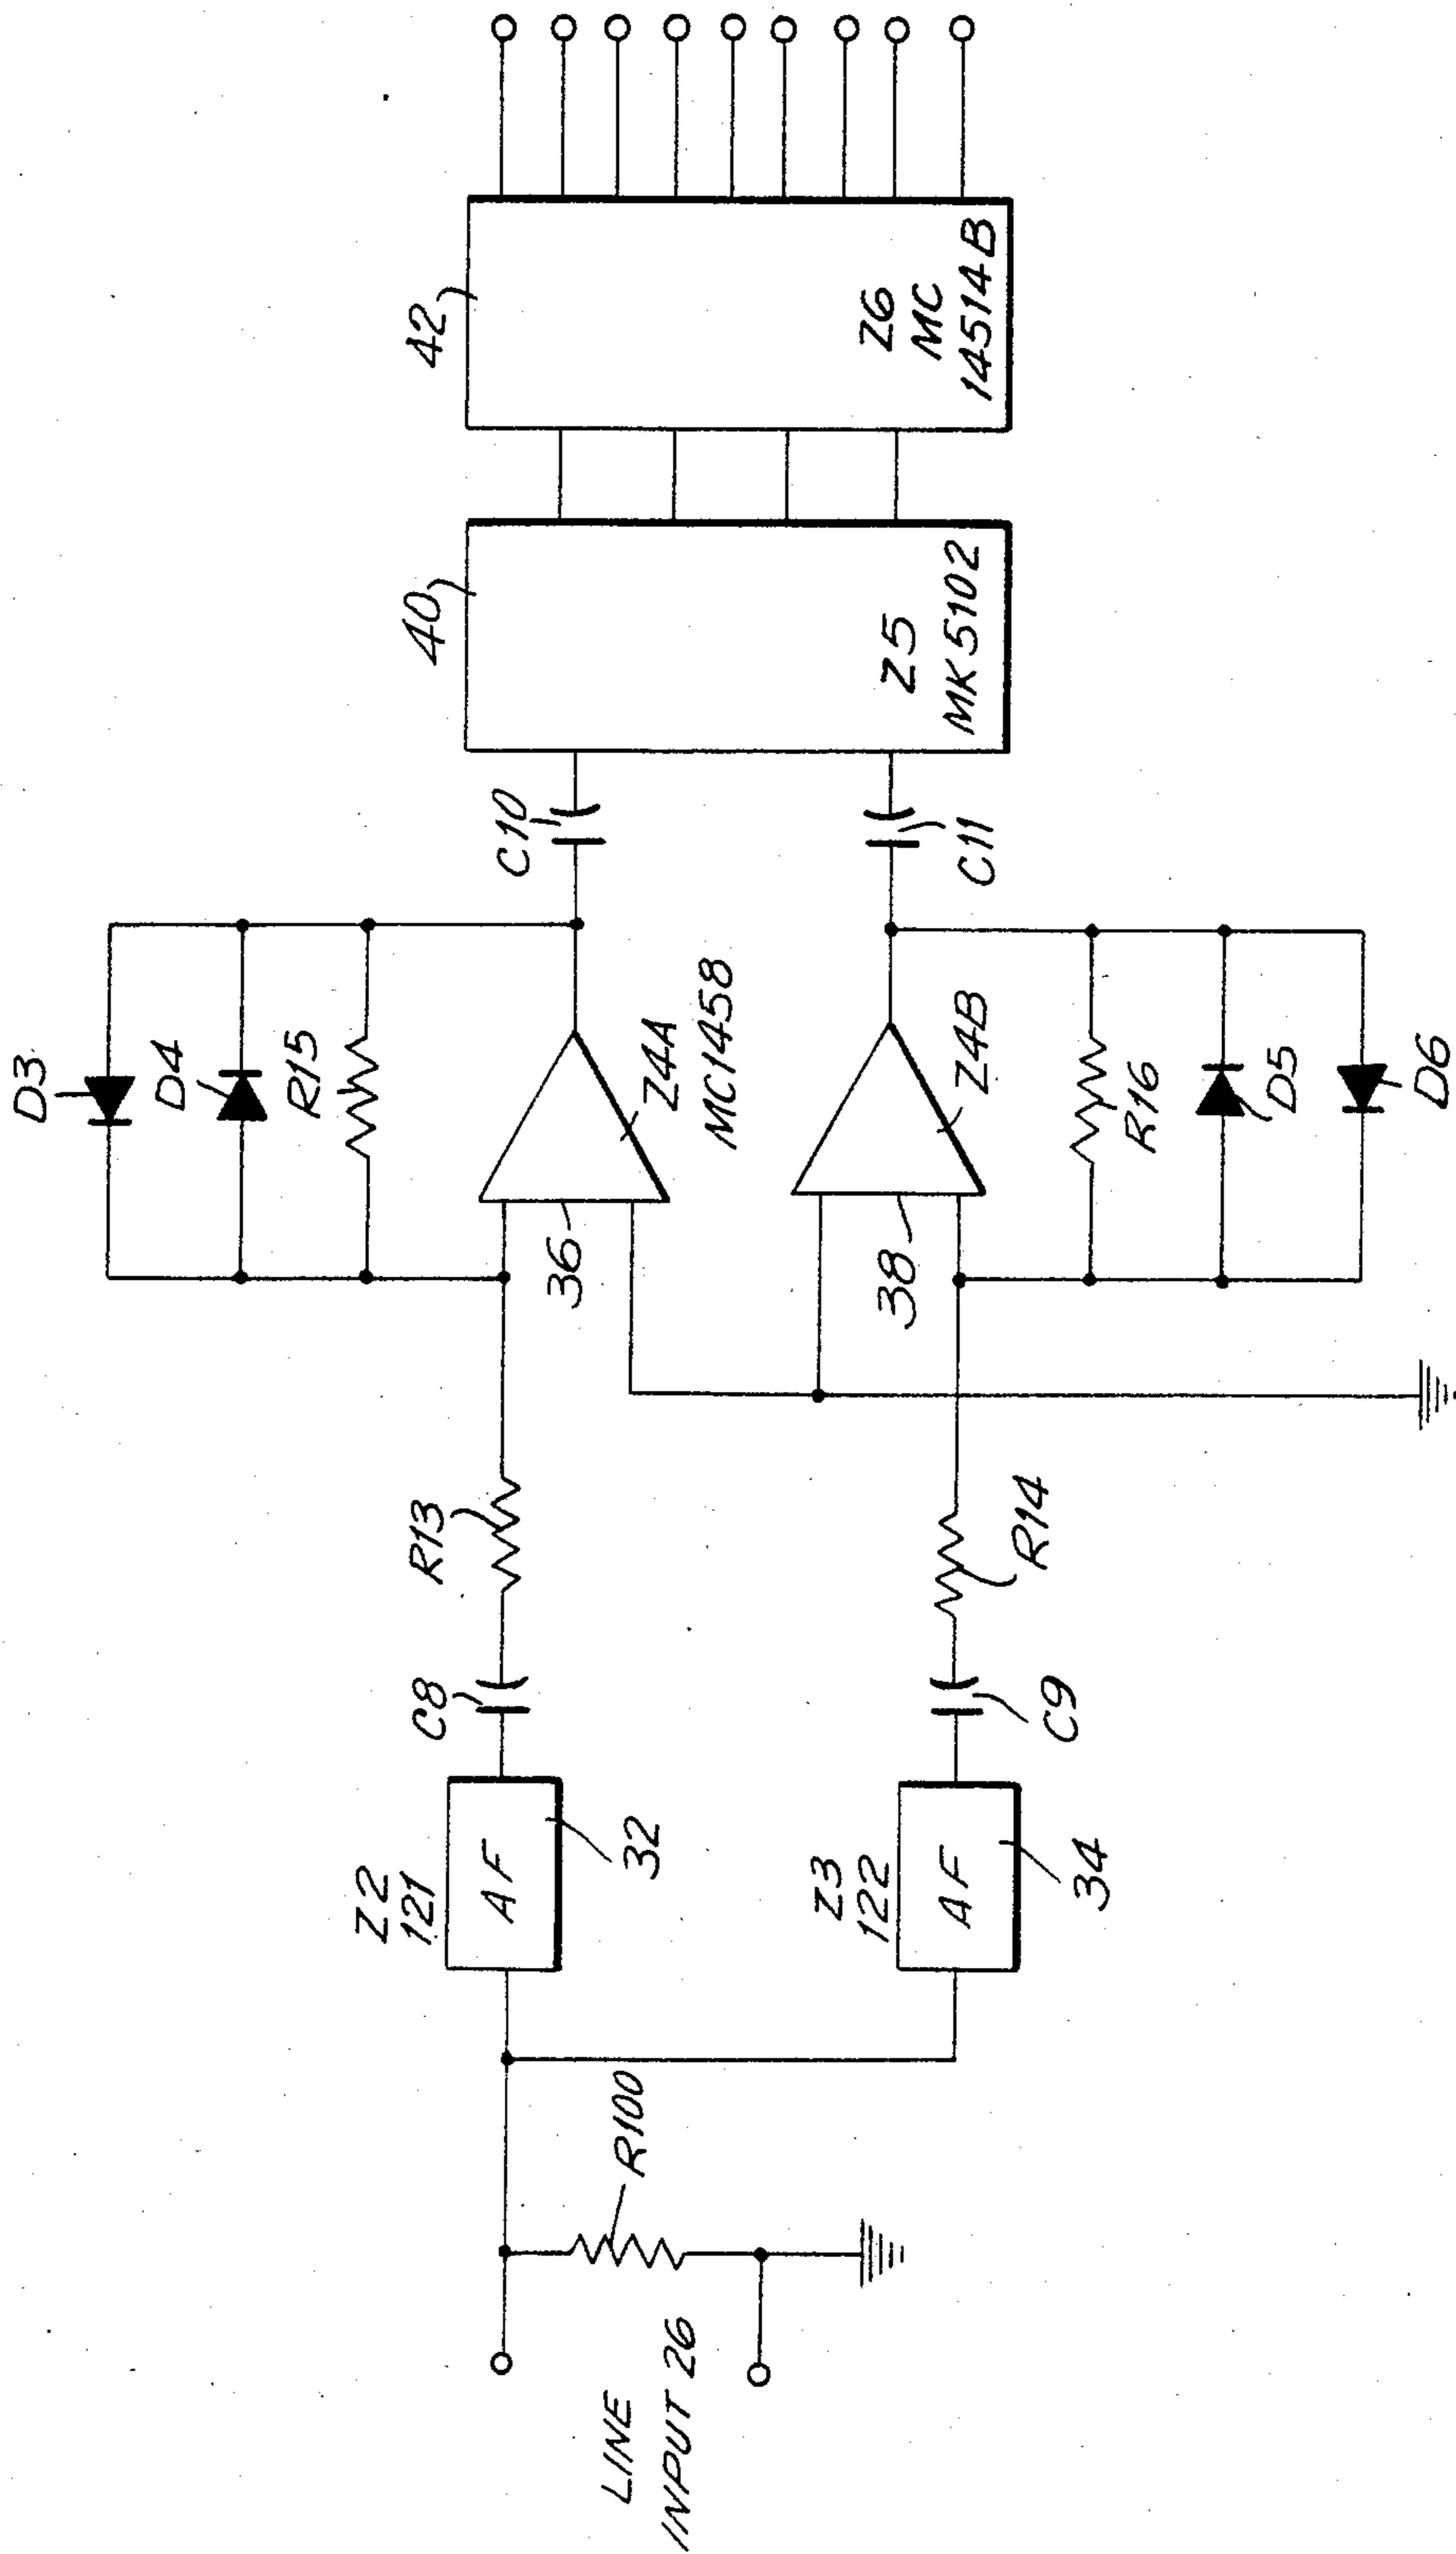 LINE
INPUT 26
R100
Z2
121
AF
32
Z3
122
AF
34
C8
R13
C9
R14
D3
D4
R15
36
Z4A
MC1458
38
Z4B
R16
D5
D6
C10
C11
40
Z5
MK5102
42
Z6
MC
14514B